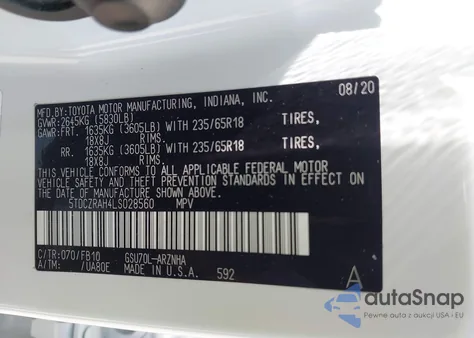 MFD.BY:TOYOTA MOTOR MANUFACTURING, INDIANA, INC. 08/20
GVWR:2645KG (5830LB)
GAWR:FRT. 1635KG (3605LB) WITH 235/65R18 TIRES,
18X8J RIMS.
RR. 1635KG (3605LB) WITH 235/65R18 TIRES,
18X8J RIMS.
THIS VEHICLE CONFORMS TO ALL APPLICABLE FEDERAL MOTOR
VEHICLE SAFETY AND THEFT PREVENTION STANDARDS IN EFFECT ON
THE DATE OF MANUFACTURE SHOWN ABOVE.
5TDCZRAH4LS028560 MPV
C/TR:070/FB10 GSU70L-ARZNHA
A/TM: /UA80E MADE IN U.S.A. 592 A
autoSnap
Pewne auta z aukcji USA i EU